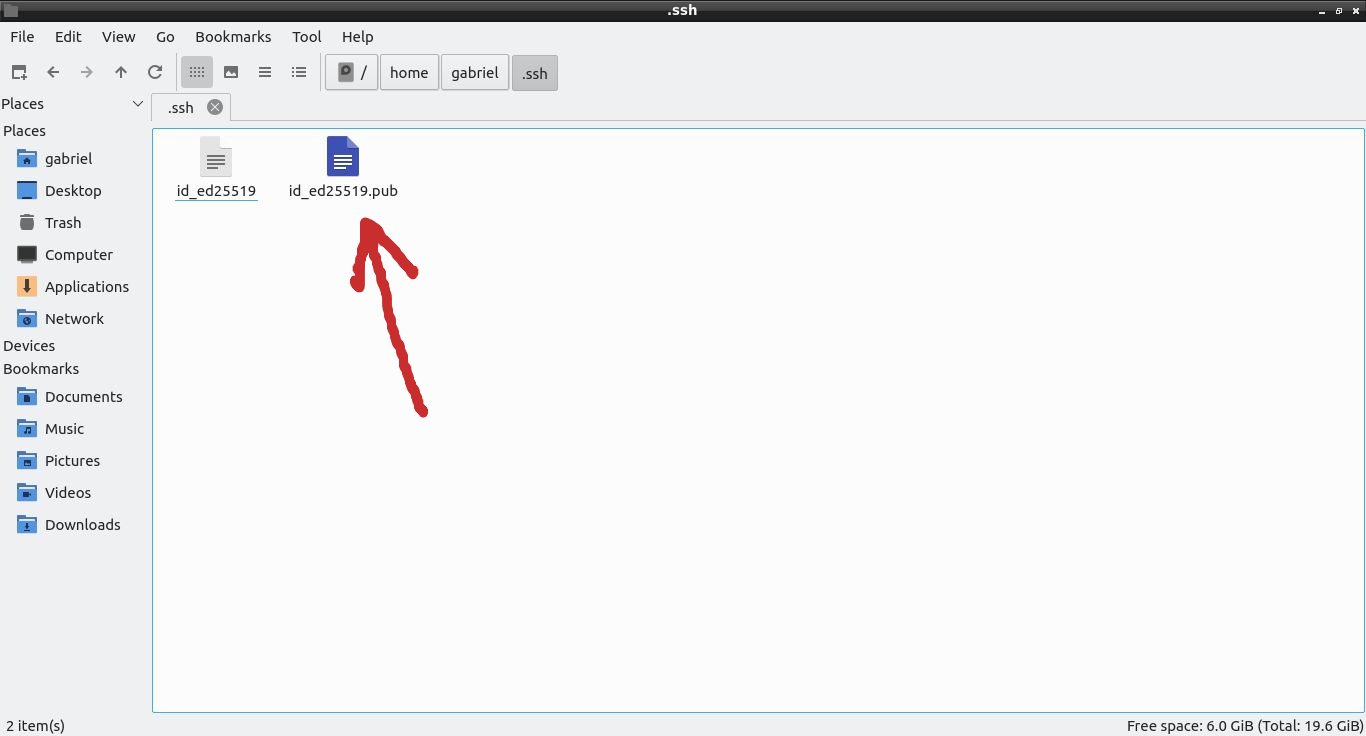 .ssh
File Edit View Go Bookmarks Tool Help
/ home gabriel .ssh
Places
.ssh
Places
gabriel
Desktop
Trash
Computer
Applications
Network
Devices
Bookmarks
Documents
Music
Pictures
Videos
Downloads
id_ed25519 id_ed25519.pub
2 item(s) Free space: 6.0 GiB (Total: 19.6 GiB)